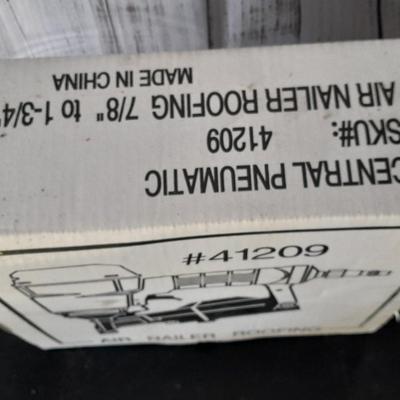 CENTRAL PNEUMATIC
SKU#: 41209
AIR NAILER ROOFING 7/8" to 1-3/4"
MADE IN CHINA
#41209
AIR NAILER ROOFING